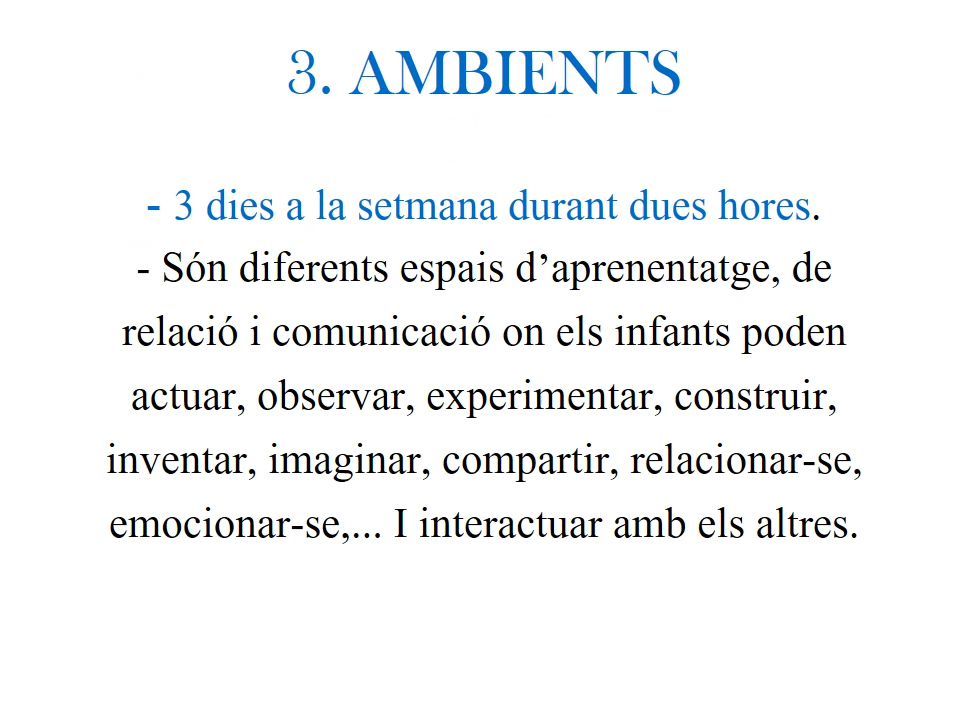 3. AMBIENTS
- 3 dies a la setmana durant dues hores.
- Són diferents espais d’aprenentatge, de
relació i comunicació on els infants poden
actuar, observar, experimentar, construir,
inventar, imaginar, compartir, relacionar-se,
emocionar-se,... I interactuar amb els altres.